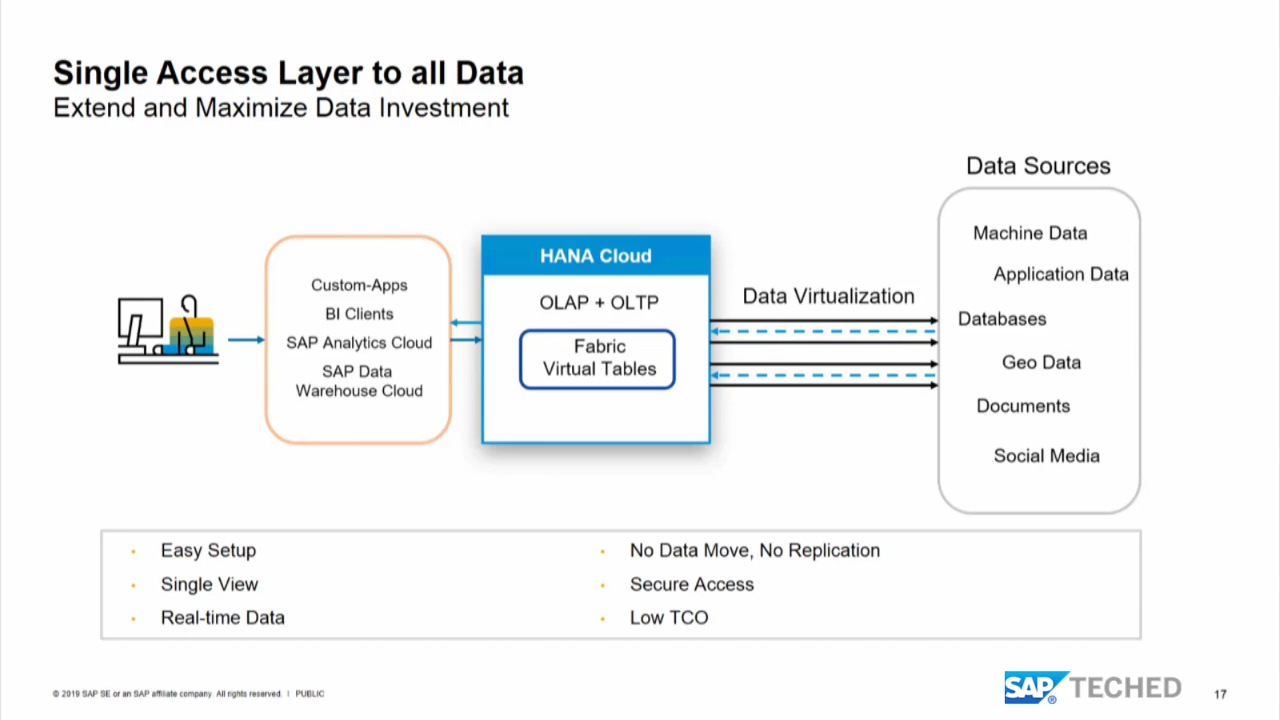 Single Access Layer to all Data
Extend and Maximize Data Investment
Data Sources
Custom-Apps
BI Clients
SAP Analytics Cloud
SAP Data
Warehouse Cloud
HANA Cloud
OLAP + OLTP
Fabric
Virtual Tables
Data Virtualization
Machine Data
Application Data
Databases
Geo Data
Documents
Social Media
· Easy Setup
· Single View
· Real-time Data
· No Data Move, No Replication
· Secure Access
· Low TCO
© 2019 SAP SE or an SAP affiliate company. All rights reserved. | PUBLIC
SAP® TECHED
17